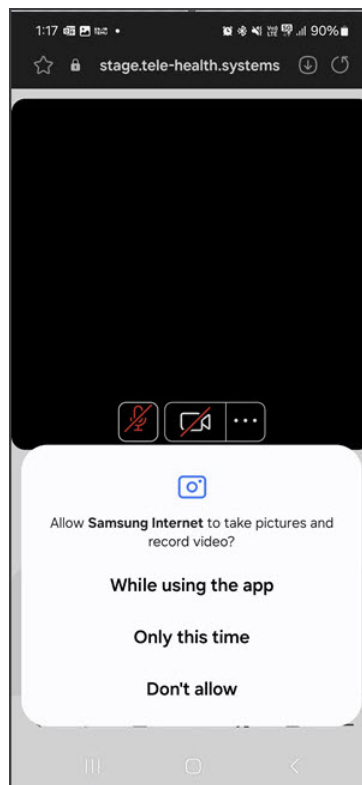 1:17
90%
stage.tele-health.systems
Allow Samsung Internet to take pictures and
record video?
While using the app
Only this time
Don't allow